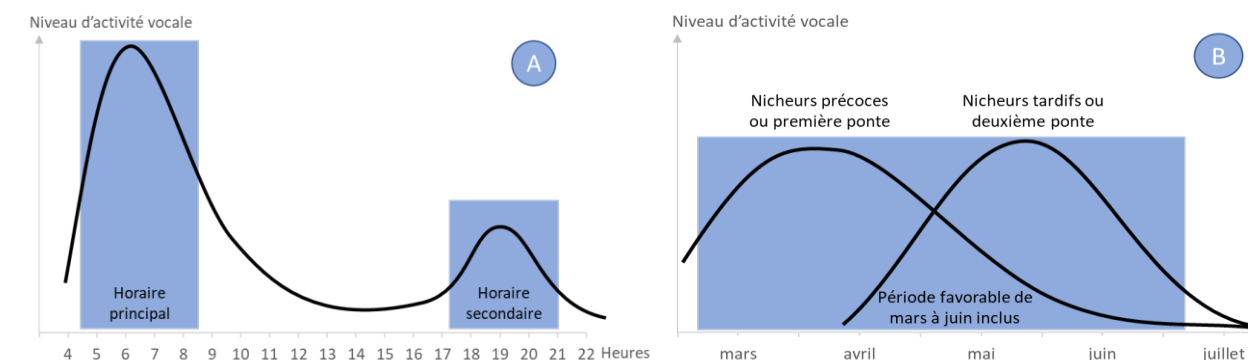 Niveau d’activité vocale
A
Horaire
principal
Horaire
secondaire
4 5 6 7 8 9 10 11 12 13 14 15 16 17 18 19 20 21 22 Heures
Niveau d’activité vocale
B
Nicheurs précoces
ou première ponte
Nicheurs tardifs ou
deuxième ponte
Période favorable de
mars à juin inclus
mars avril mai juin juillet